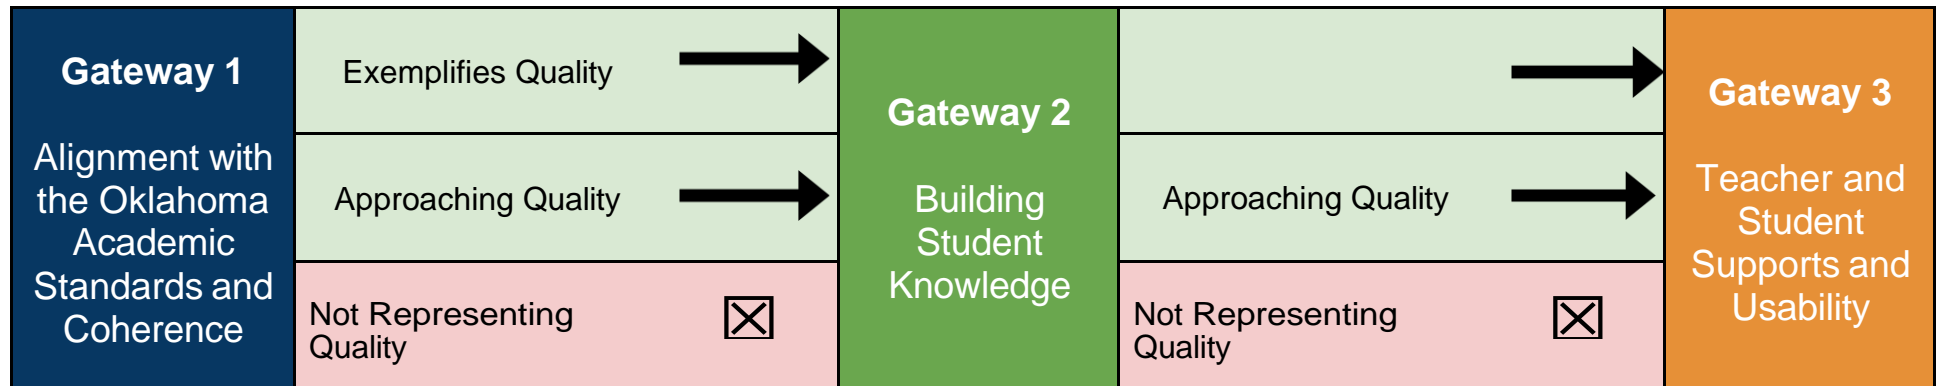 Gateway 1
Alignment with
the Oklahoma
Academic
Standards and
Coherence
Exemplifies Quality
Approaching Quality
Not Representing
Quality
Gateway 2
Building
Student
Knowledge
Approaching Quality
Not Representing
Quality
Gateway 3
Teacher and
Student
Supports and
Usability